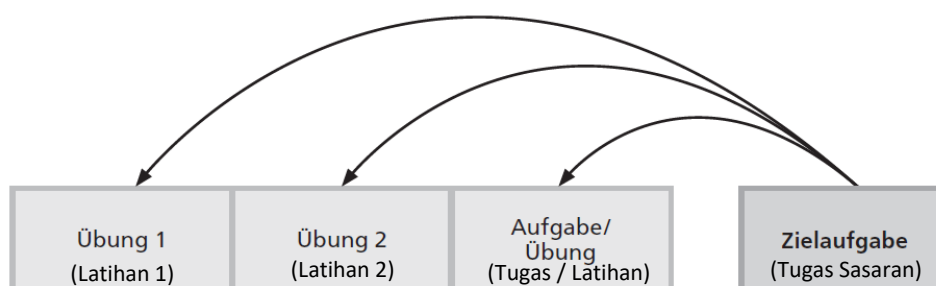 Übung 1
(Latihan 1)
Übung 2
(Latihan 2)
Aufgabe/
Übung
(Tugas / Latihan)
Zielaufgabe
(Tugas Sasaran)